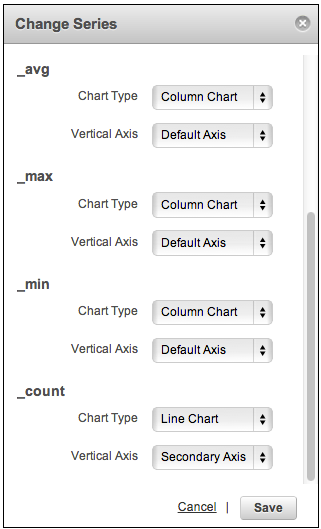 Change Series
_avg
Chart Type Column Chart
Vertical Axis Default Axis
_max
Chart Type Column Chart
Vertical Axis Default Axis
_min
Chart Type Column Chart
Vertical Axis Default Axis
_count
Chart Type Line Chart
Vertical Axis Secondary Axis
Cancel | Save